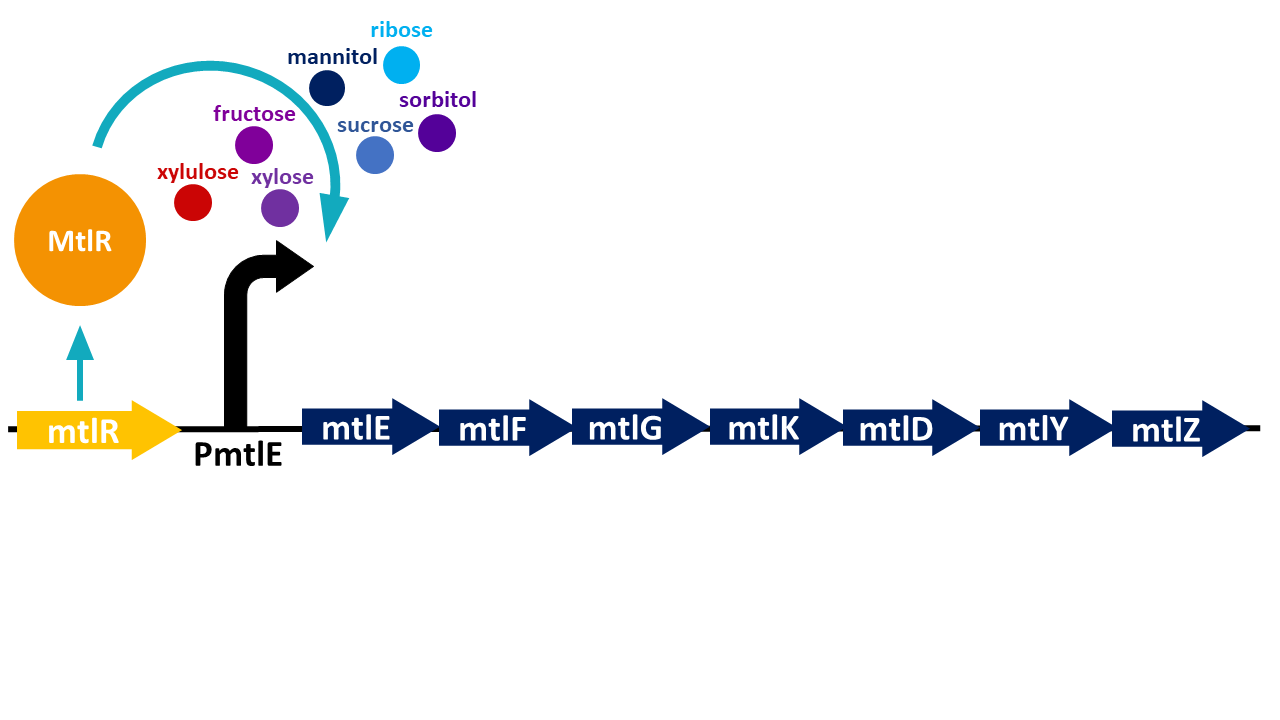 ribose
mannitol
sorbitol
fructose
sucrose
xylulose
xylose
MtlR
mtlR
PmtlE
mtlE
mtlF
mtlG
mtlK
mtlD
mtlY
mtlZ